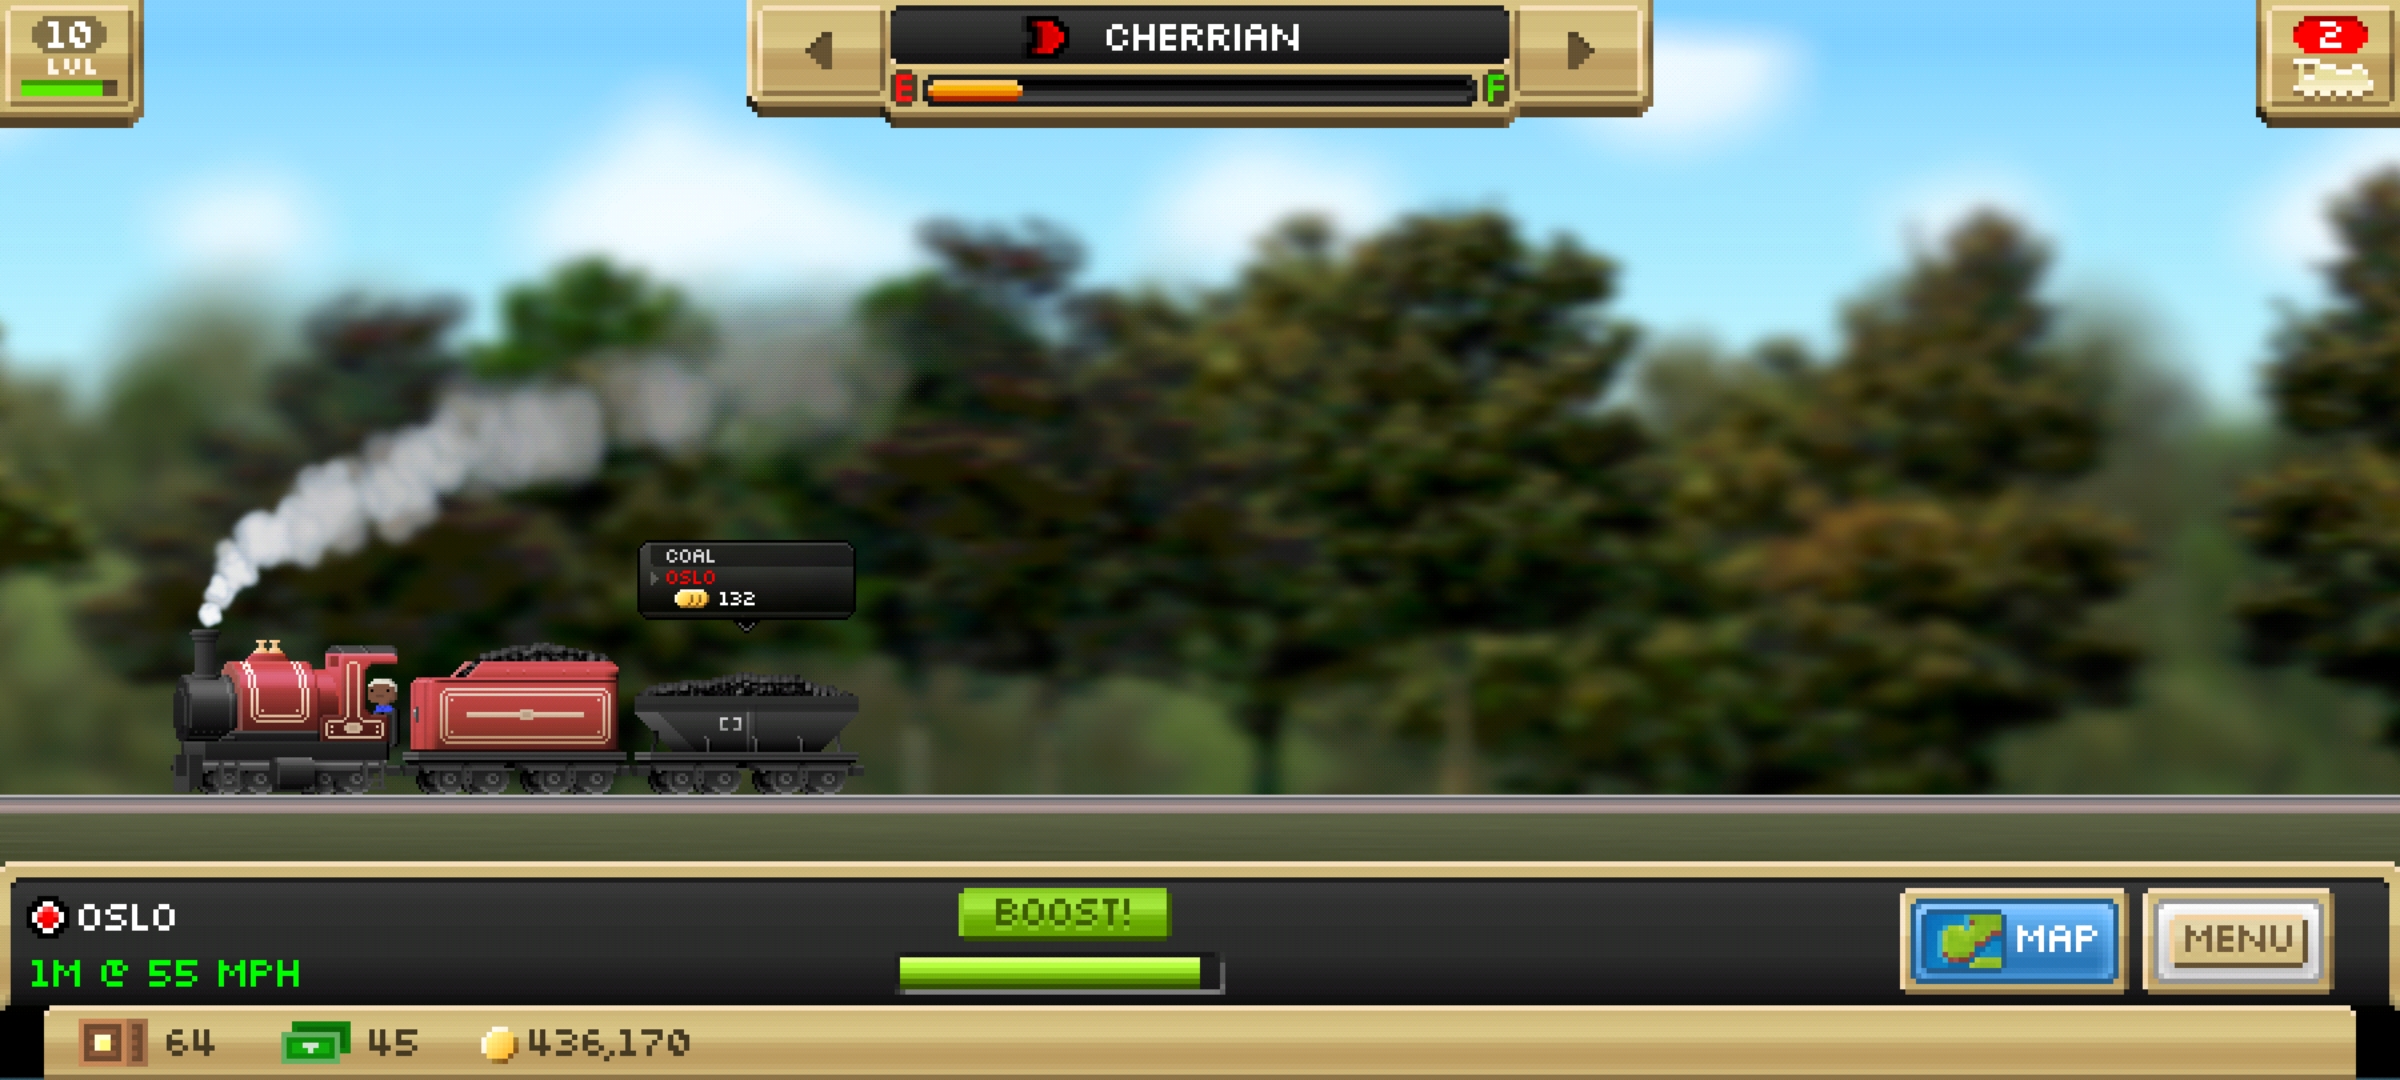 10
LVL
CHERRIAN
E F
2
COAL
OSLO
132
OSLO
1M @ 55 MPH
BOOST!
MAP
MENU
64
45
436,170